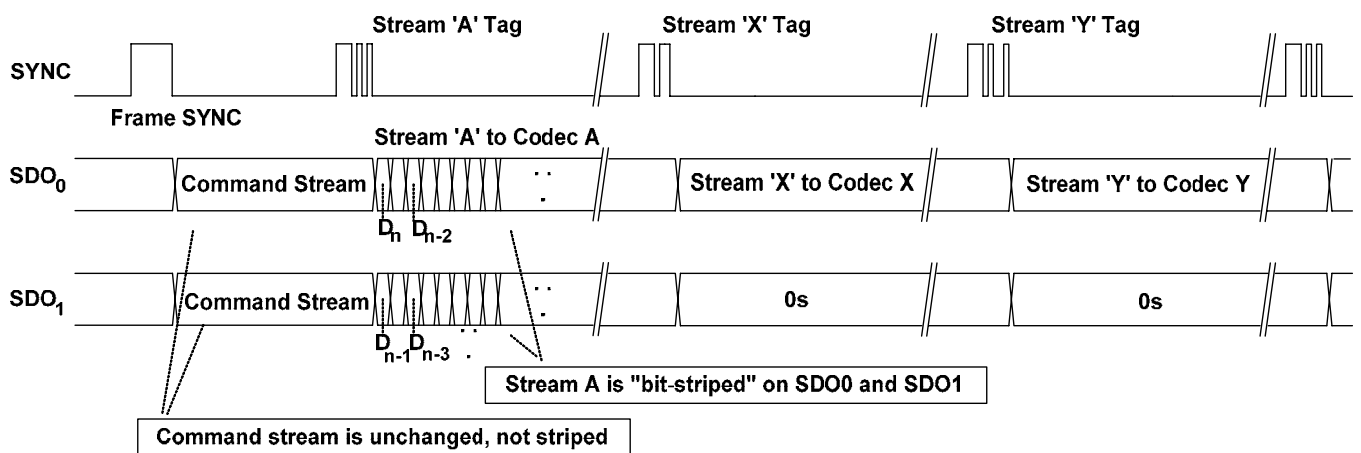 Stream 'A' Tag
Stream 'X' Tag
Stream 'Y' Tag
SYNC
Frame SYNC
Stream 'A' to Codec A
SDO0
Command Stream
Stream 'X' to Codec X
Stream 'Y' to Codec Y
Dn
Dn-2
SDO1
Command Stream
0s
0s
Dn-1
Dn-3
Stream A is "bit-striped" on SDO0 and SDO1
Command stream is unchanged, not striped